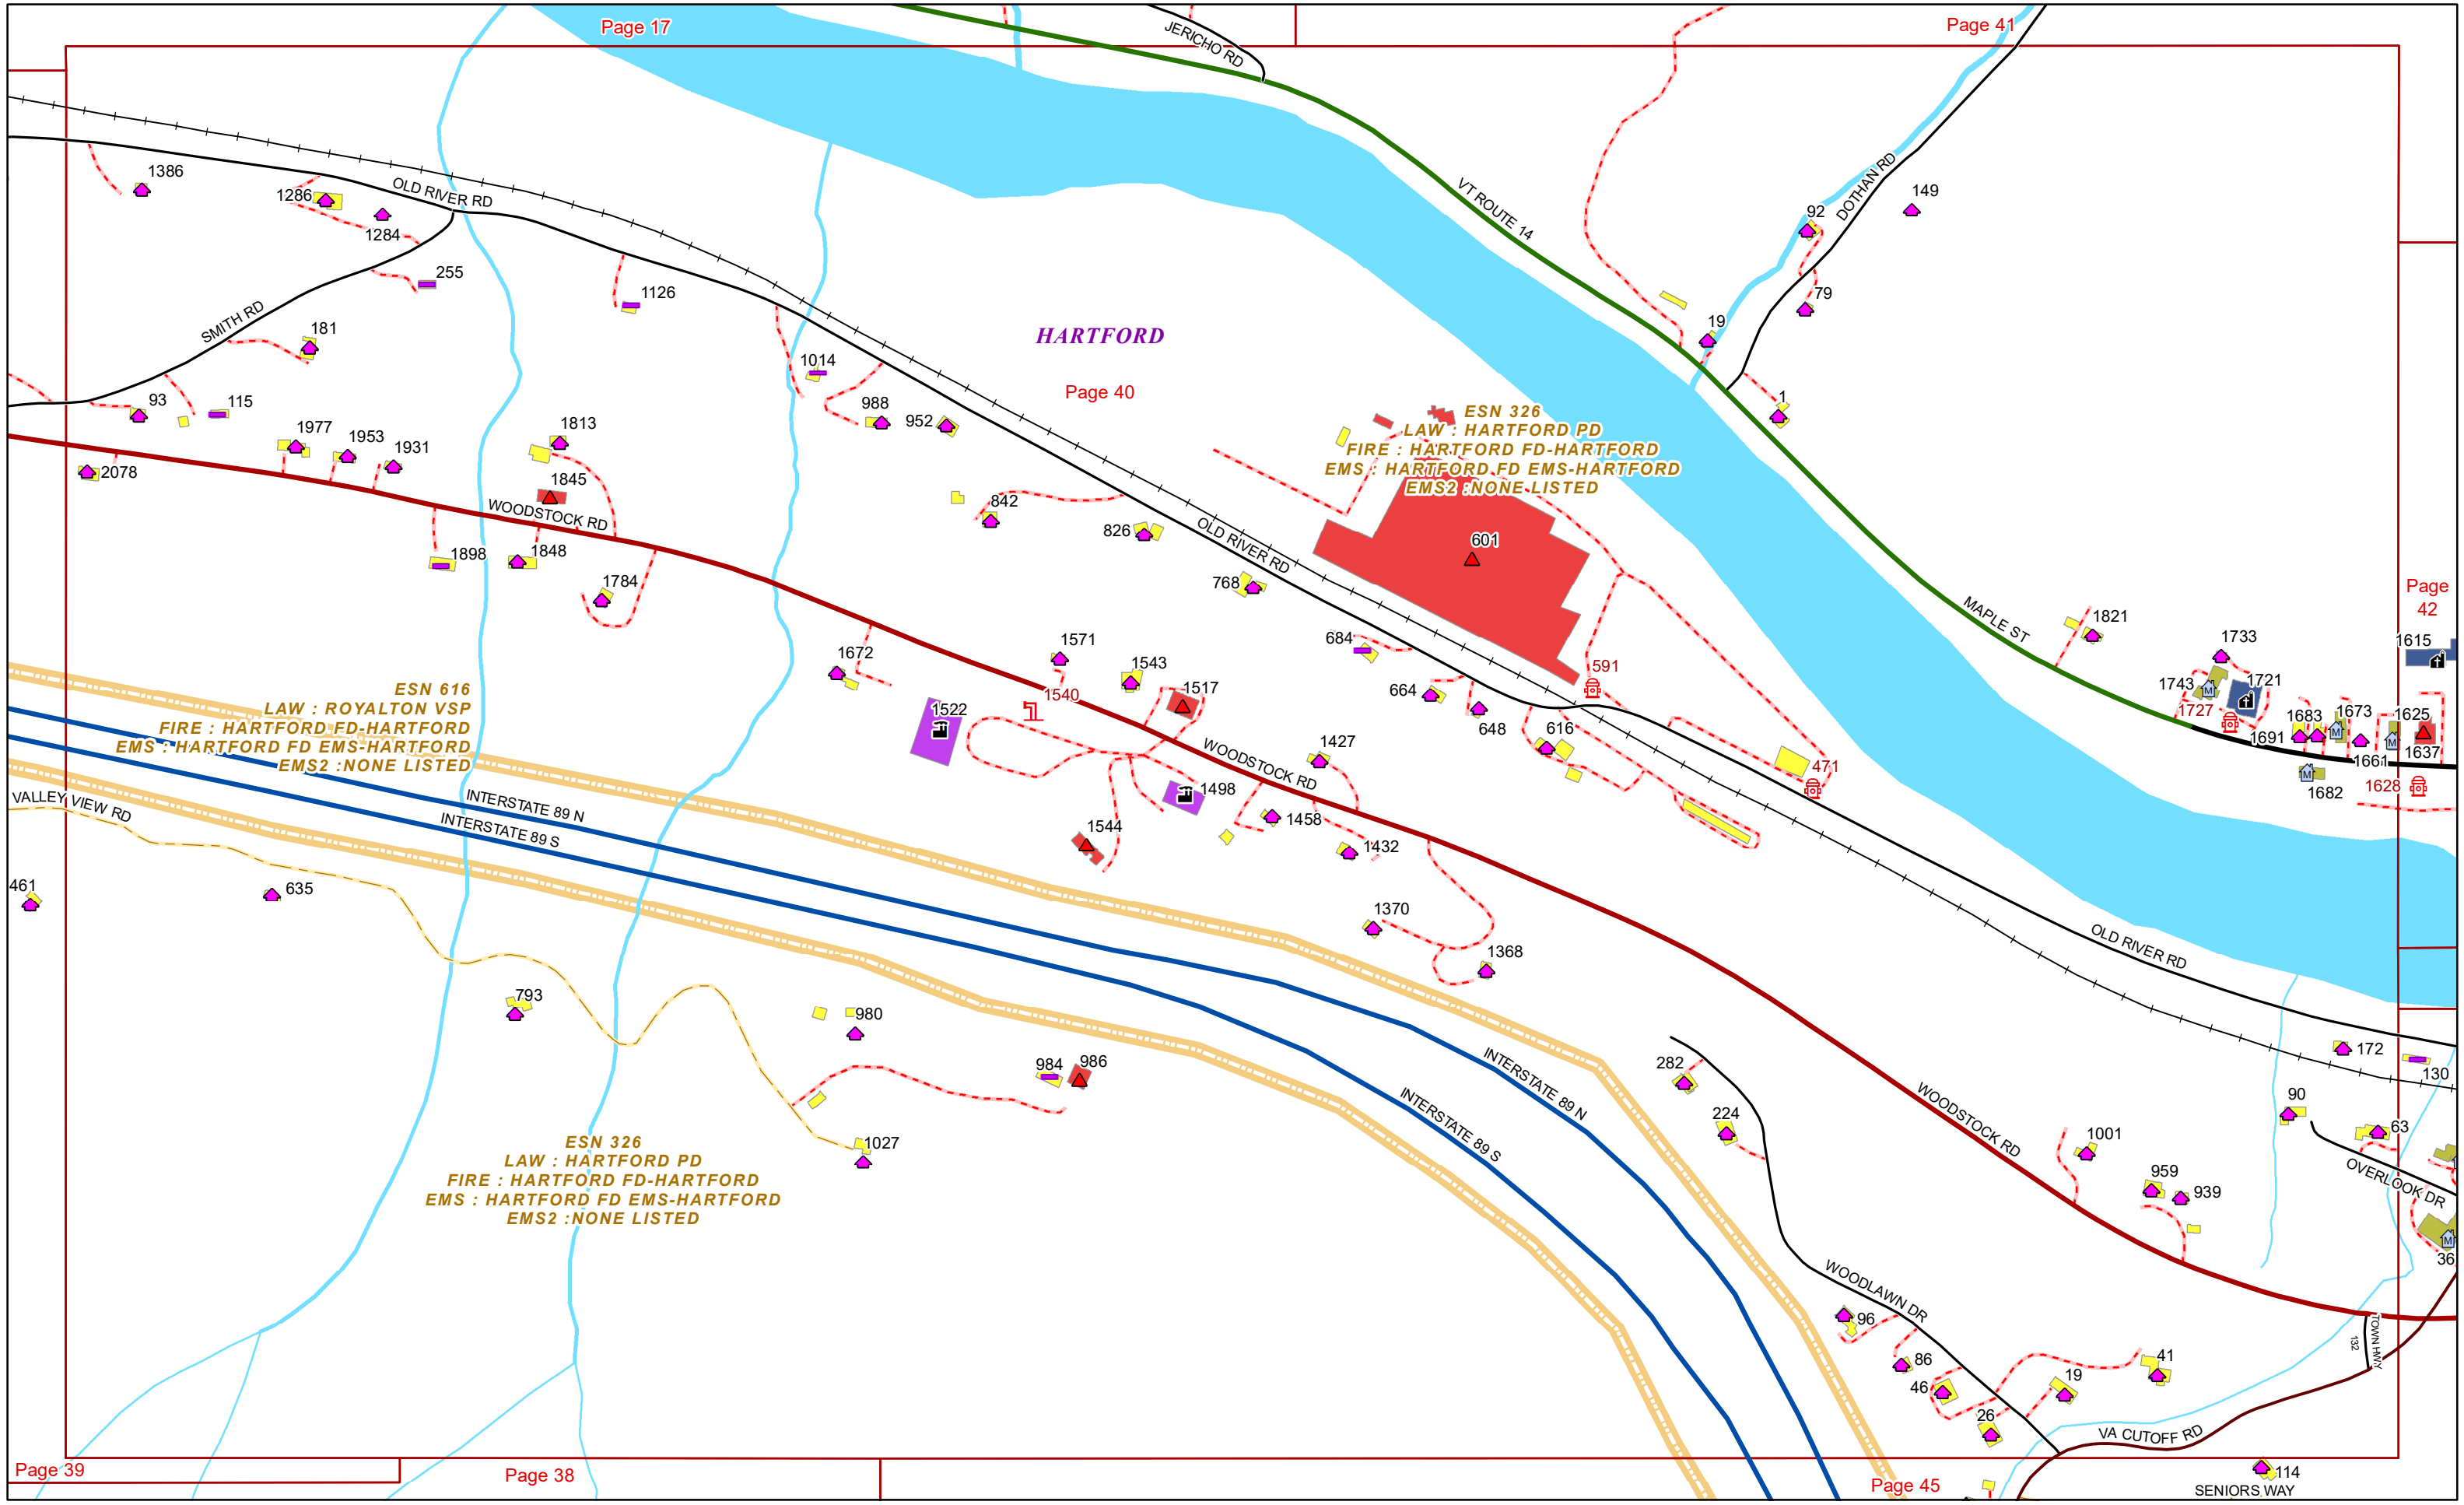 Page 17
Page 41
JERICHO RD
1386
1286
OLD RIVER RD
1284
VT ROUTE 14
DOTHAN RD
149
92
255
SMITH RD
181
1126
HARTFORD
79
19
1014
Page 40
93
115
988
952
1
1977
1953
1931
1813
2078
1845
WOODSTOCK RD
842
826
OLD RIVER RD
ESN 326
LAW : HARTFORD PD
FIRE : HARTFORD FD-HARTFORD
EMS : HARTFORD FD EMS-HARTFORD
EMS2 :NONE LISTED
601
1898
1848
1784
768
MAPLE ST
Page
42
1821
1615
1672
1571
1543
1517
684
591
1733
1743
1721
1540
664
648
616
1727
1683
1673
1625
1522
1691
1661
1637
WOODSTOCK RD
1427
471
1682
1628
ESN 616
LAW : ROYALTON VSP
FIRE : HARTFORD FD-HARTFORD
EMS : HARTFORD FD EMS-HARTFORD
EMS2 :NONE LISTED
VALLEY VIEW RD
INTERSTATE 89 N
INTERSTATE 89 S
1498
1458
1544
1432
461
635
1370
1368
OLD RIVER RD
793
980
984
986
282
172
130
INTERSTATE 89 N
INTERSTATE 89 S
224
WOODSTOCK RD
90
63
1001
1027
ESN 326
LAW : HARTFORD PD
FIRE : HARTFORD FD-HARTFORD
EMS : HARTFORD FD EMS-HARTFORD
EMS2 :NONE LISTED
959
939
OVERLOOK DR
36
WOODLAWN DR
96
86
46
26
19
41
TOWN HWY
132
VA CUTOFF RD
Page 39
Page 38
Page 45
114
SENIORS WAY